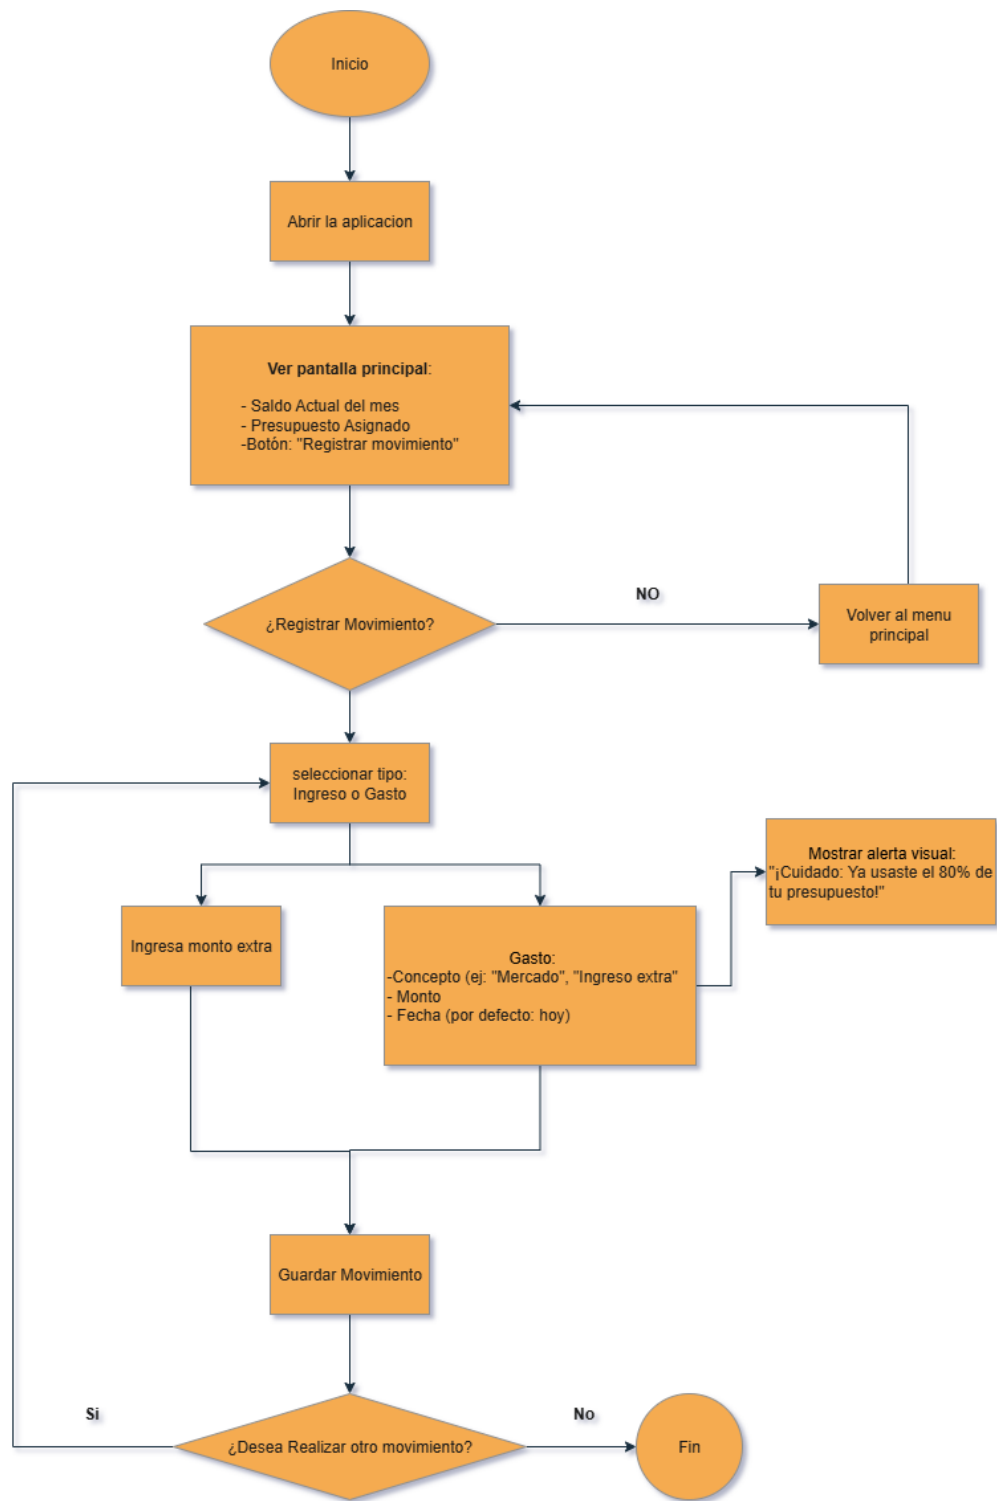 Inicio
Abrir la aplicacion
Ver pantalla principal:
- Saldo Actual del mes
- Presupuesto Asignado
-Botón: "Registrar movimiento"
¿Registrar Movimiento?
NO
Volver al menu
principal
seleccionar tipo:
Ingreso o Gasto
Mostrar alerta visual:
"¡Cuidado: Ya usaste el 80% de
tu presupuesto!"
Ingresa monto extra
Gasto:
-Concepto (ej: "Mercado", "Ingreso extra"
- Monto
- Fecha (por defecto: hoy)
Guardar Movimiento
Si
¿Desea Realizar otro movimiento?
No
Fin